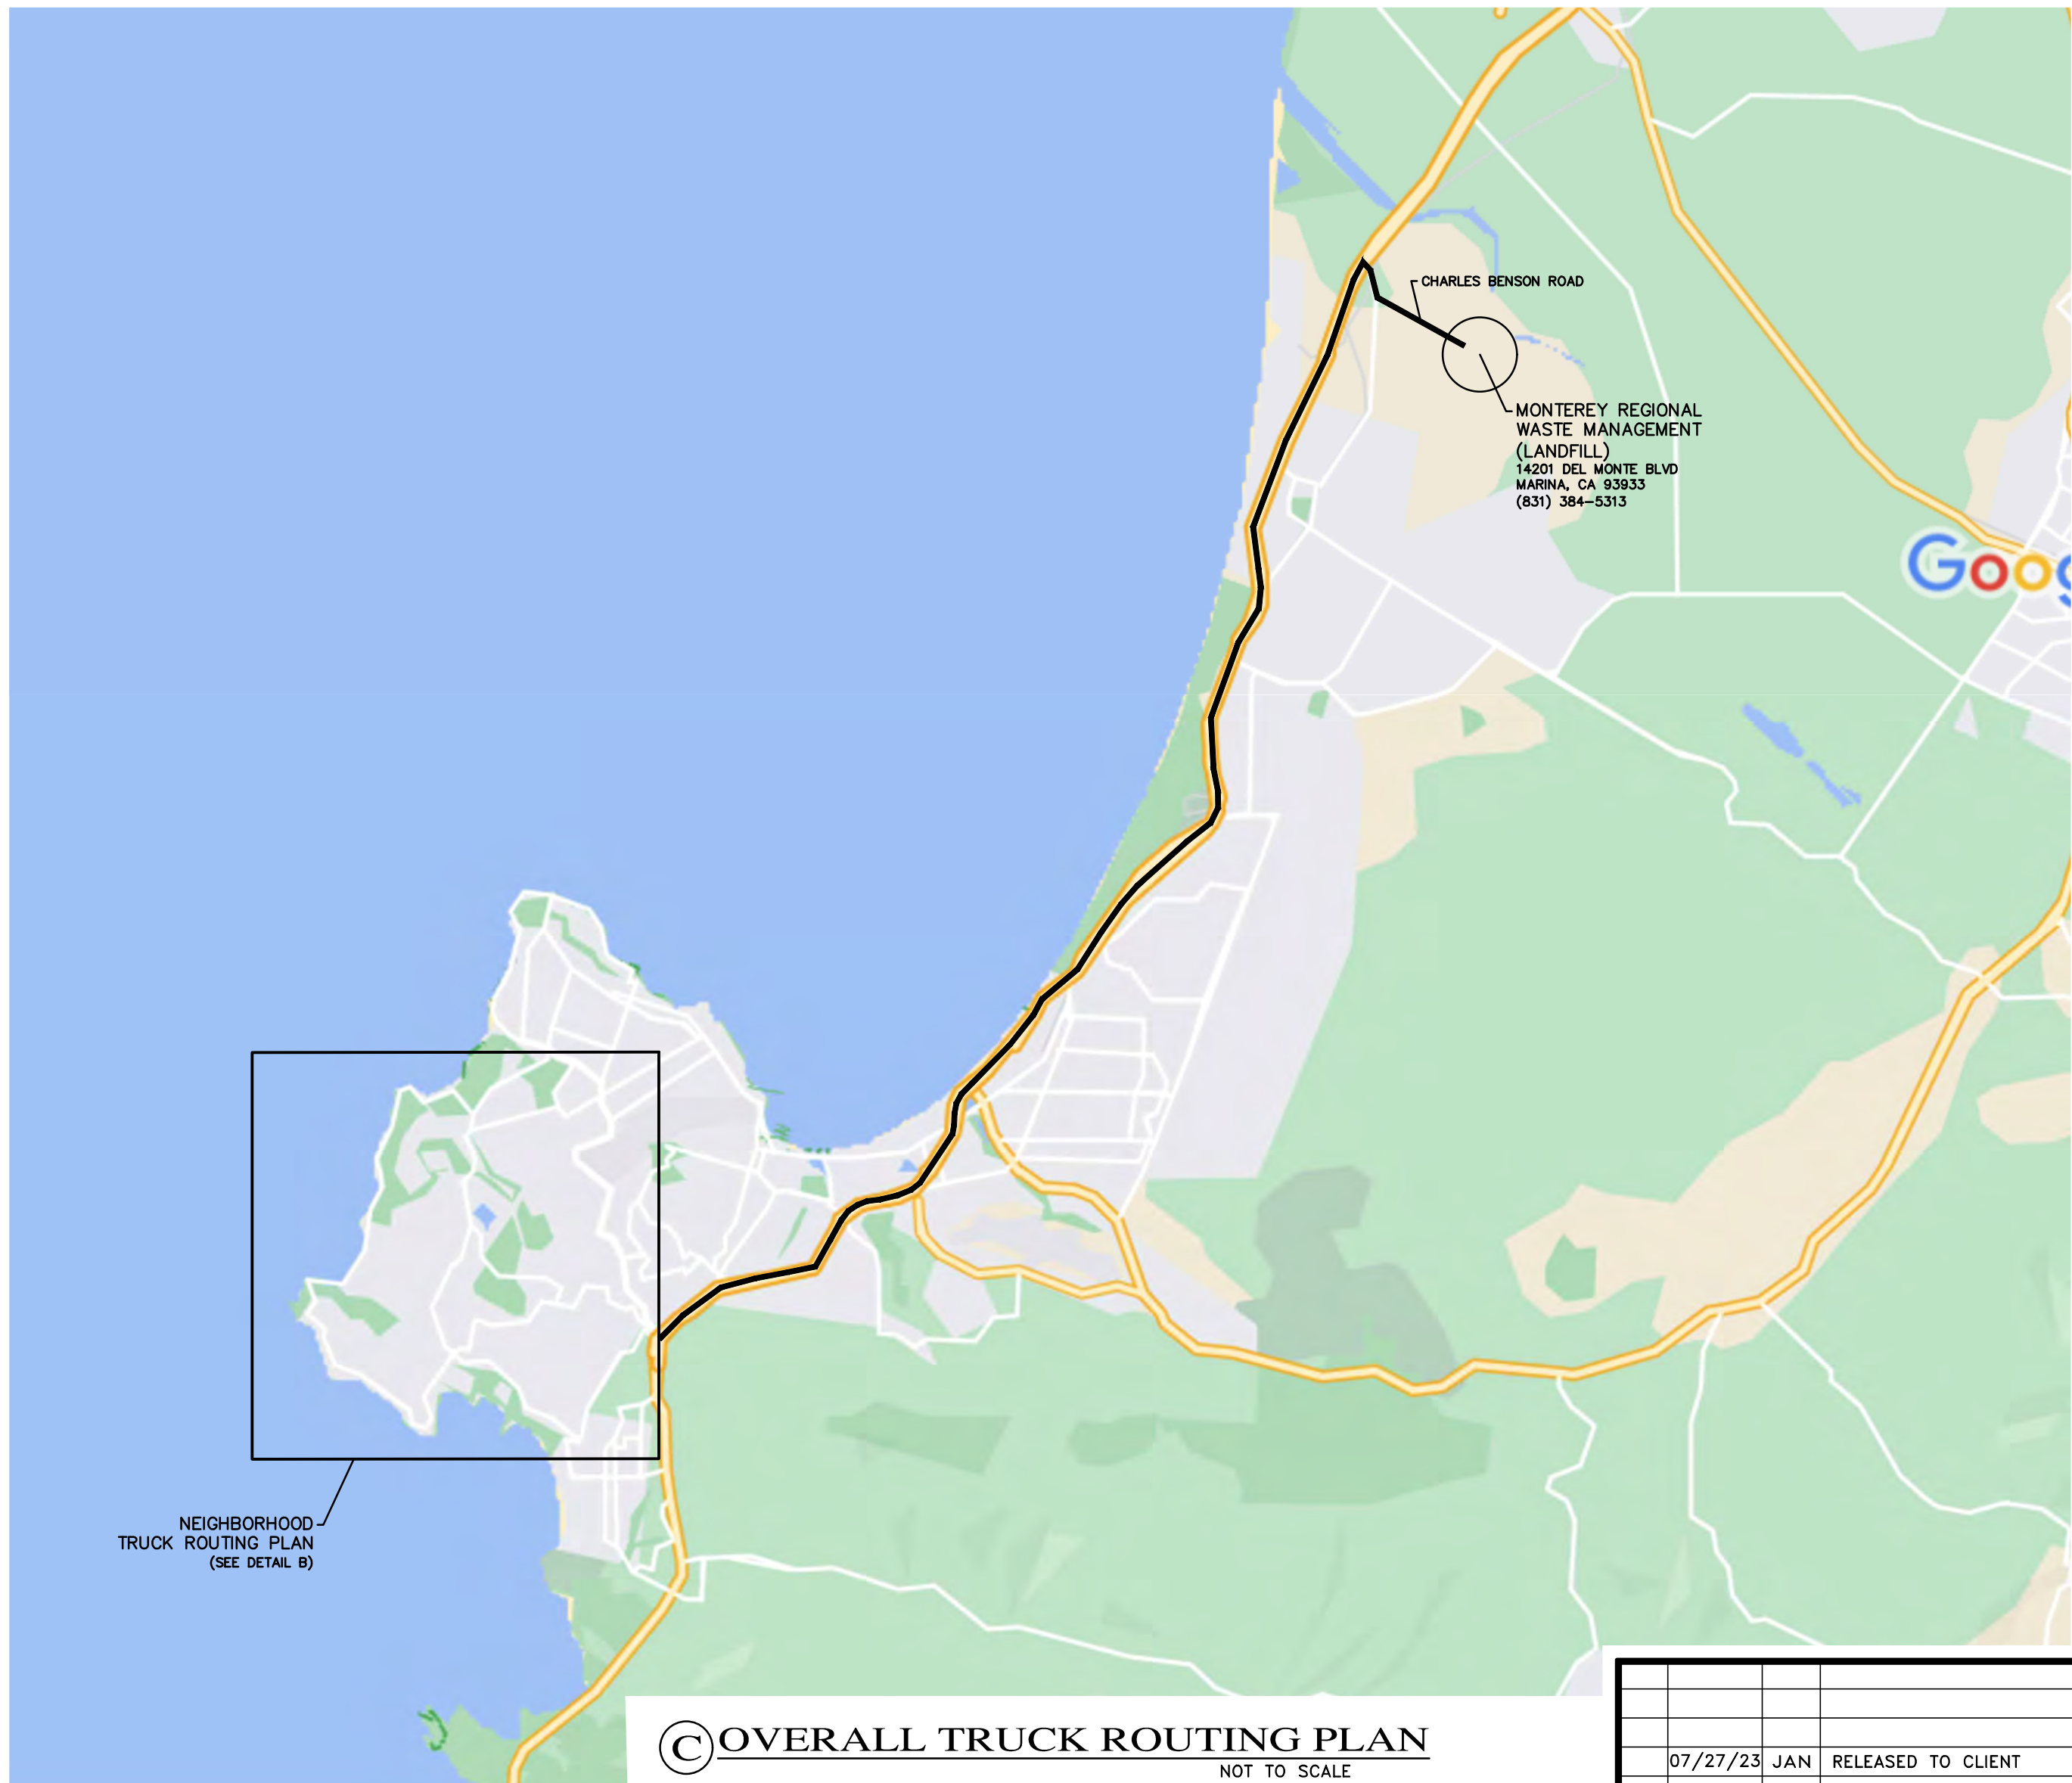 CHARLES BENSON ROAD
MONTEREY REGIONAL
WASTE MANAGEMENT
(LANDFILL)
14201 DEL MONTE BLVD
MARINA, CA 93933
(831) 384-5313
Goog
NEIGHBORHOOD
TRUCK ROUTING PLAN
(SEE DETAIL B)
C OVERALL TRUCK ROUTING PLAN
NOT TO SCALE
07/27/23 JAN RELEASED TO CLIENT